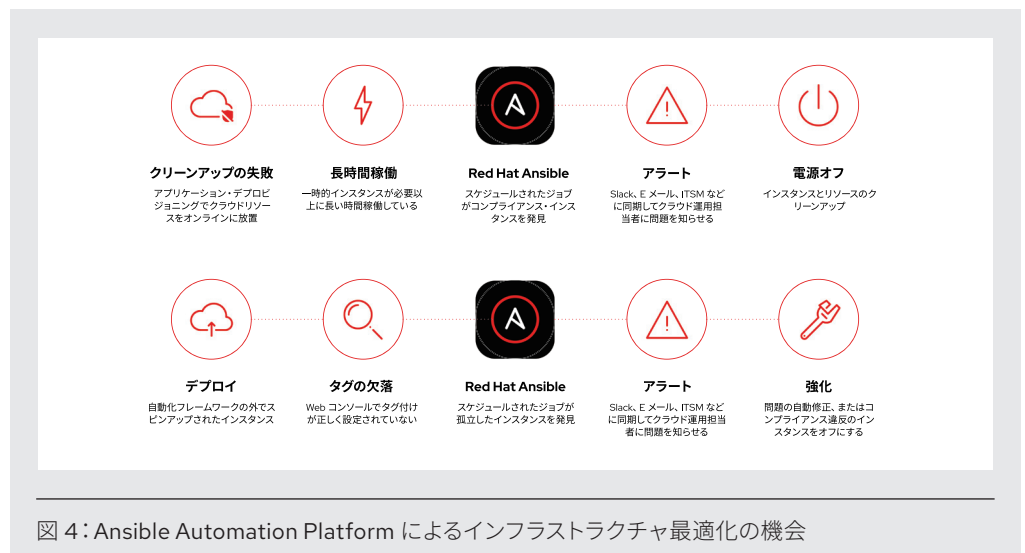 クリーンアップの失敗
アプリケーション・デプロビ
ジョニングでクラウドリソー
スをオンラインに放置
長時間稼働
一時的インスタンスが必要以
上に長い時間稼働している
Red Hat Ansible
スケジュールされたジョブ
がコンプライアンス・インス
タンスを発見
アラート
Slack、E メール、ITSM など
に同期してクラウド運用担
当者に問題を知らせる
電源オフ
インスタンスとリソースのク
リーンアップ
デプロイ
自動化フレームワークの外でス
ピンアップされたインスタンス
タグの欠落
Web コンソールでタグ付け
が正しく設定されていない
Red Hat Ansible
スケジュールされたジョブが
孤立したインスタンスを発見
アラート
Slack、E メール、ITSM など
に同期してクラウド運用担当
者に問題を知らせる
強化
問題の自動修正、またはコ
ンプライアンス違反のイン
スタンスをオフにする
図 4：Ansible Automation Platform によるインフラストラクチャ最適化の機会